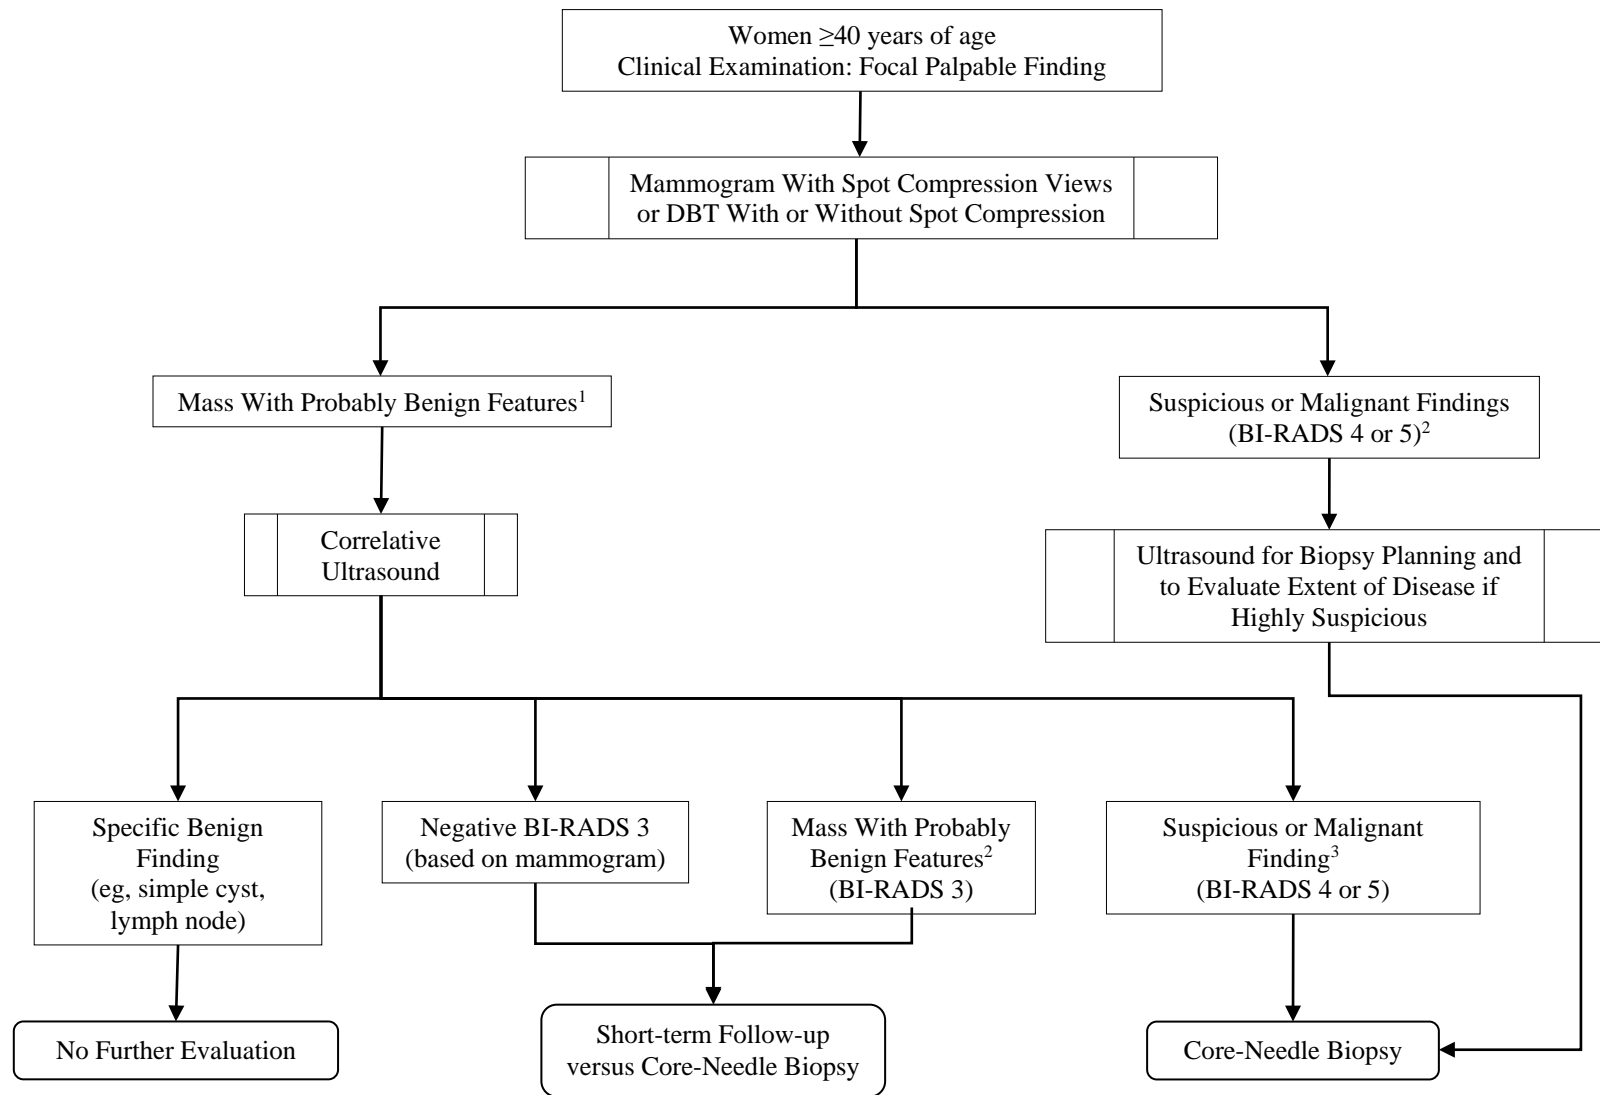 Women ≥40 years of age
Clinical Examination: Focal Palpable Finding
Mammogram With Spot Compression Views
or DBT With or Without Spot Compression
Mass With Probably Benign Features¹
Suspicious or Malignant Findings
(BI-RADS 4 or 5)²
Correlative
Ultrasound
Ultrasound for Biopsy Planning and
to Evaluate Extent of Disease if
Highly Suspicious
Specific Benign
Finding
(eg, simple cyst,
lymph node)
Negative BI-RADS 3
(based on mammogram)
Mass With Probably
Benign Features²
(BI-RADS 3)
Suspicious or Malignant
Finding³
(BI-RADS 4 or 5)
No Further Evaluation
Short-term Follow-up
versus Core-Needle Biopsy
Core-Needle Biopsy